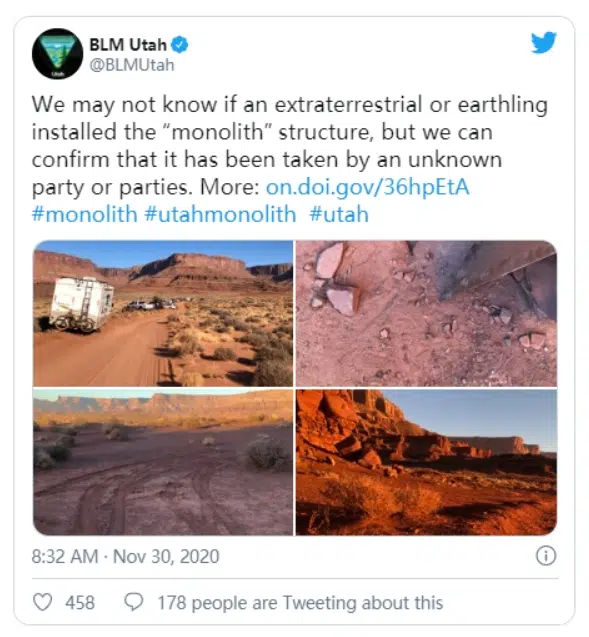 BLM Utah
@BLMUtah
We may not know if an extraterrestrial or earthling
installed the “monolith” structure, but we can
confirm that it has been taken by an unknown
party or parties. More: on.doi.gov/36hpEtA
#monolith #utahmonolith #utah
8:32 AM · Nov 30, 2020
458
178 people are Tweeting about this